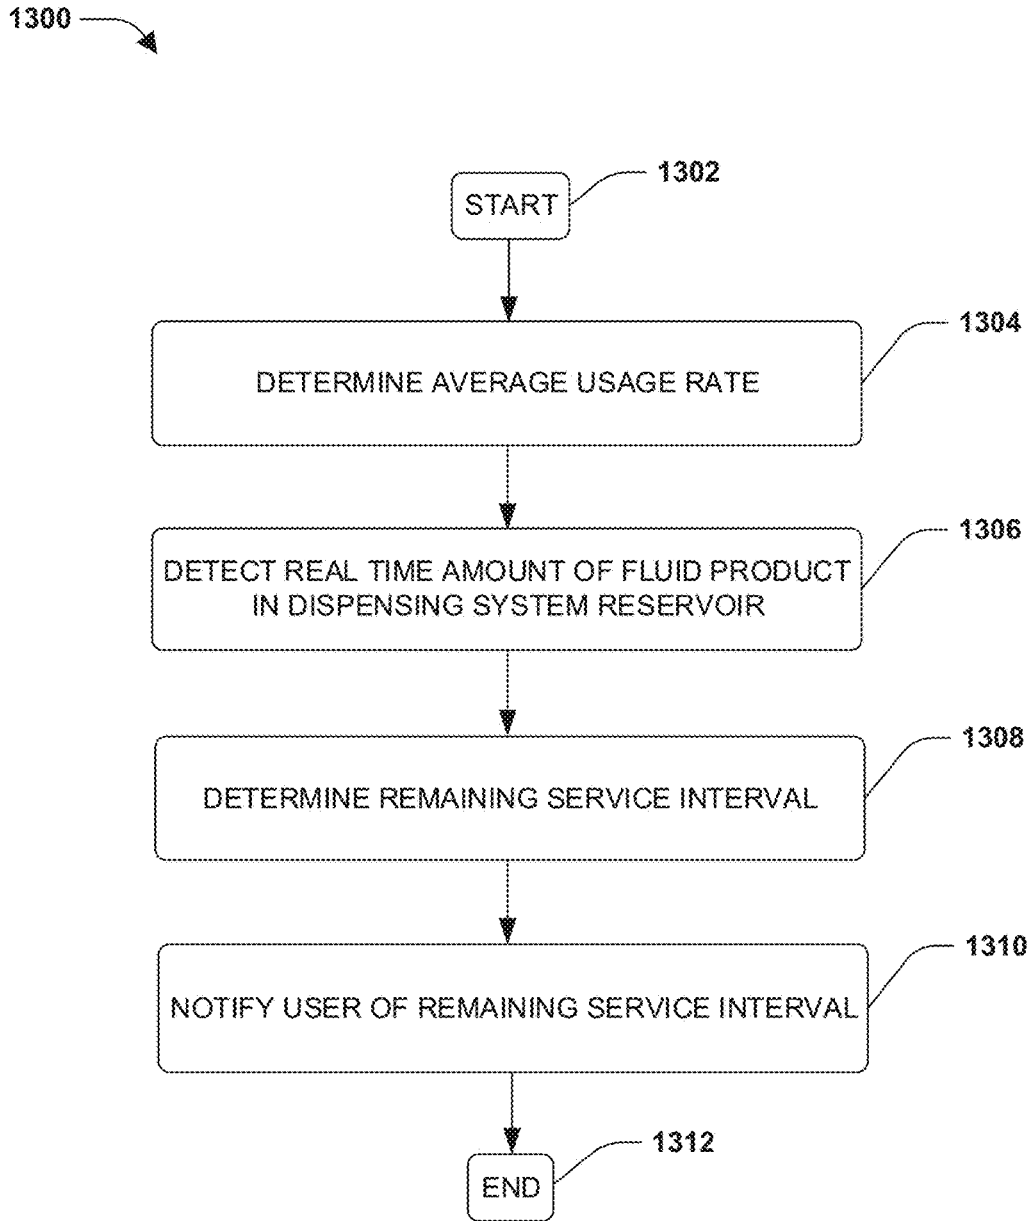 1300
1302
START
1304
DETERMINE AVERAGE USAGE RATE
1306
DETECT REAL TIME AMOUNT OF FLUID PRODUCT
IN DISPENSING SYSTEM RESERVOIR
1308
DETERMINE REMAINING SERVICE INTERVAL
1310
NOTIFY USER OF REMAINING SERVICE INTERVAL
1312
END